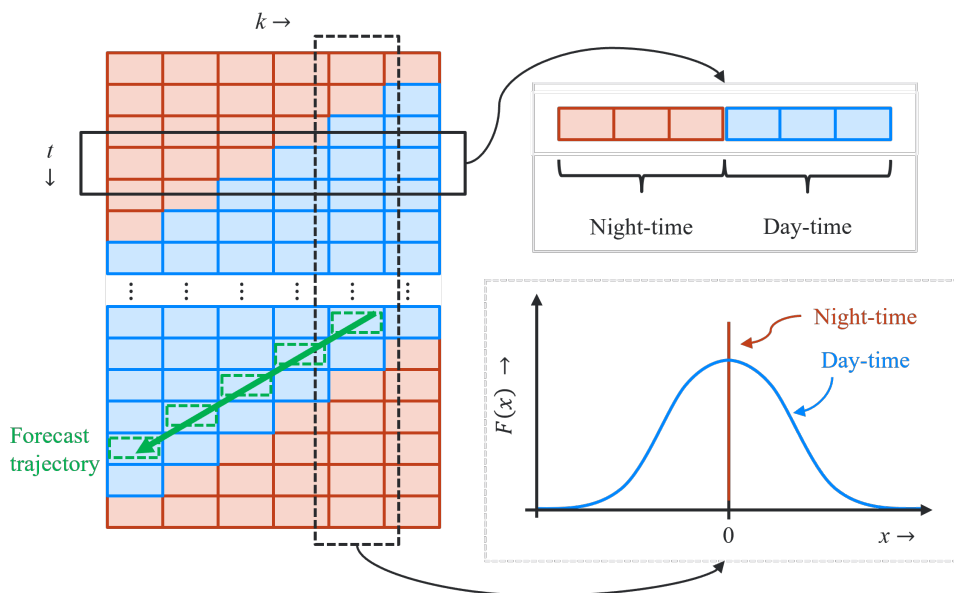 k →
t
↓
Night-time
Day-time
⋮ ⋮ ⋮ ⋮ ⋮ ⋮
Forecast
trajectory
F(x) →
Night-time
Day-time
0
x →